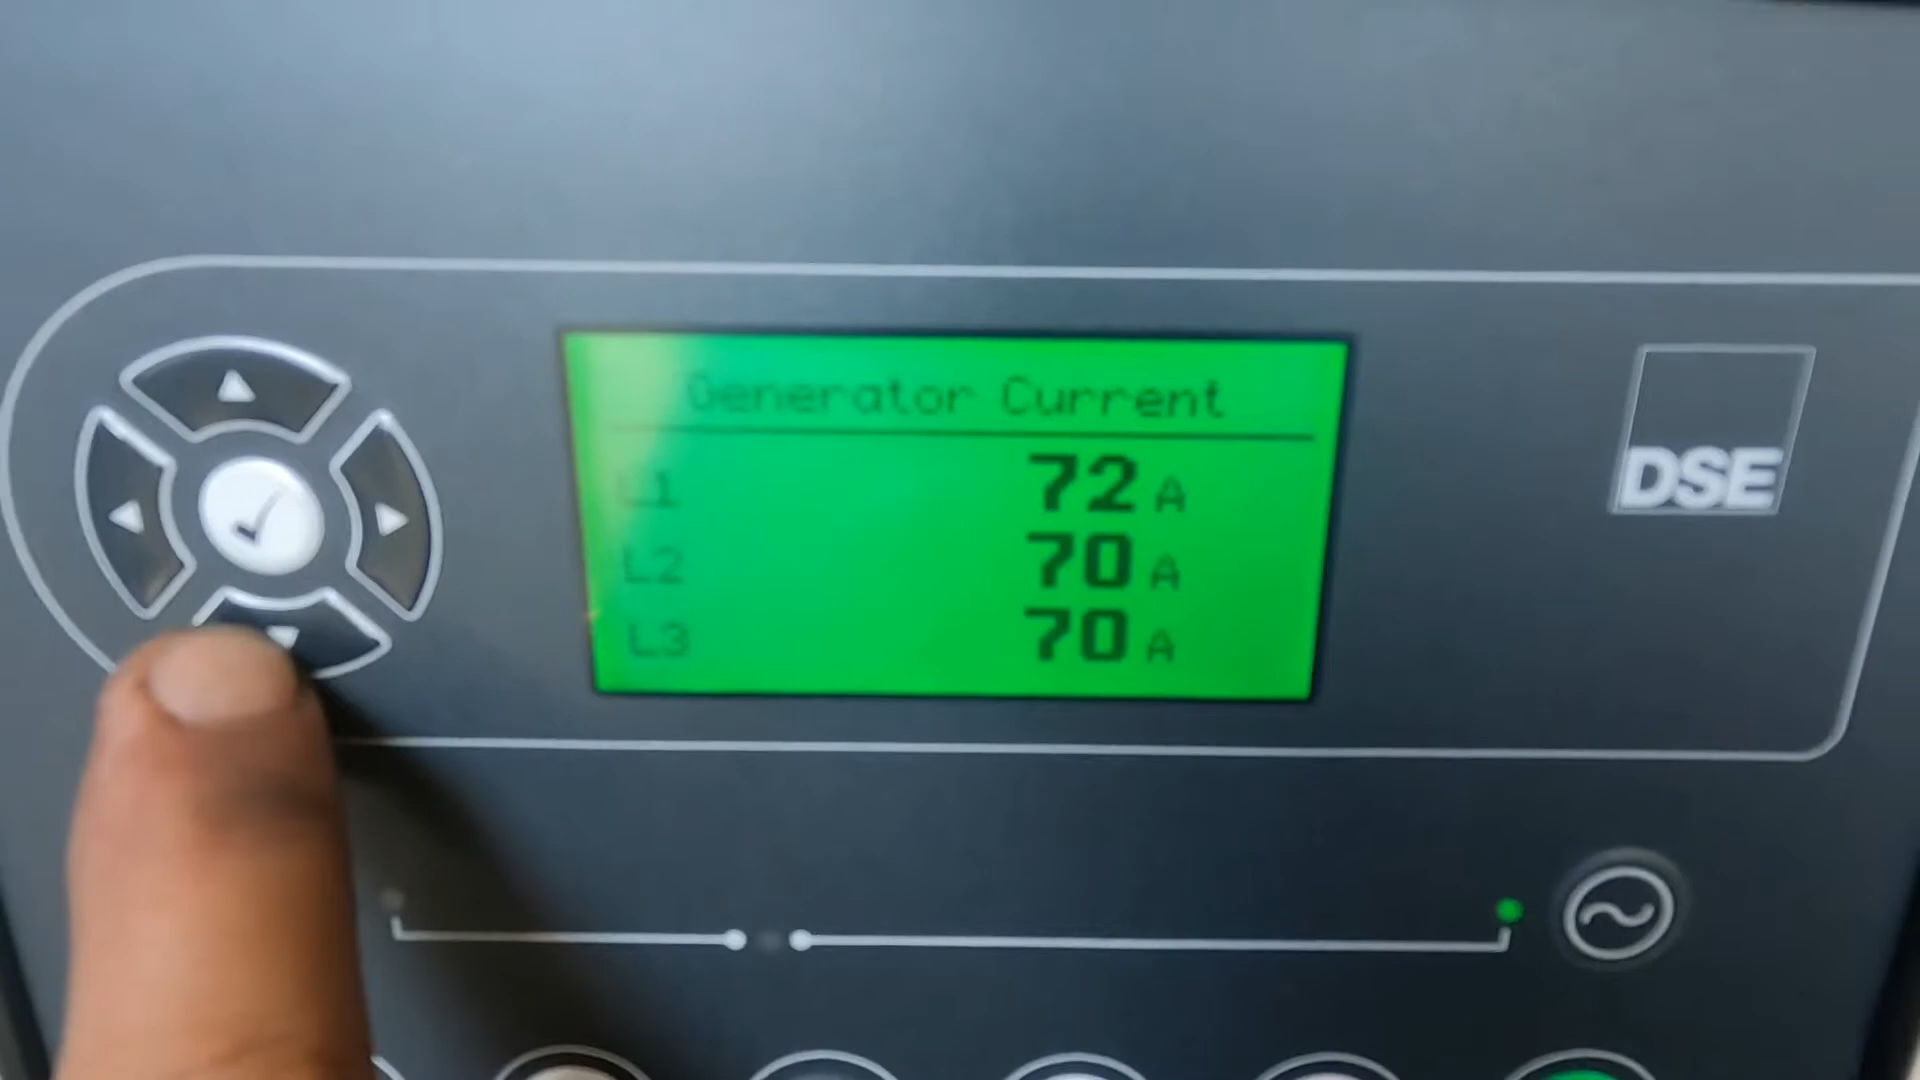 Generator Current
L1 72 A
L2 70 A
L3 70 A
DSE